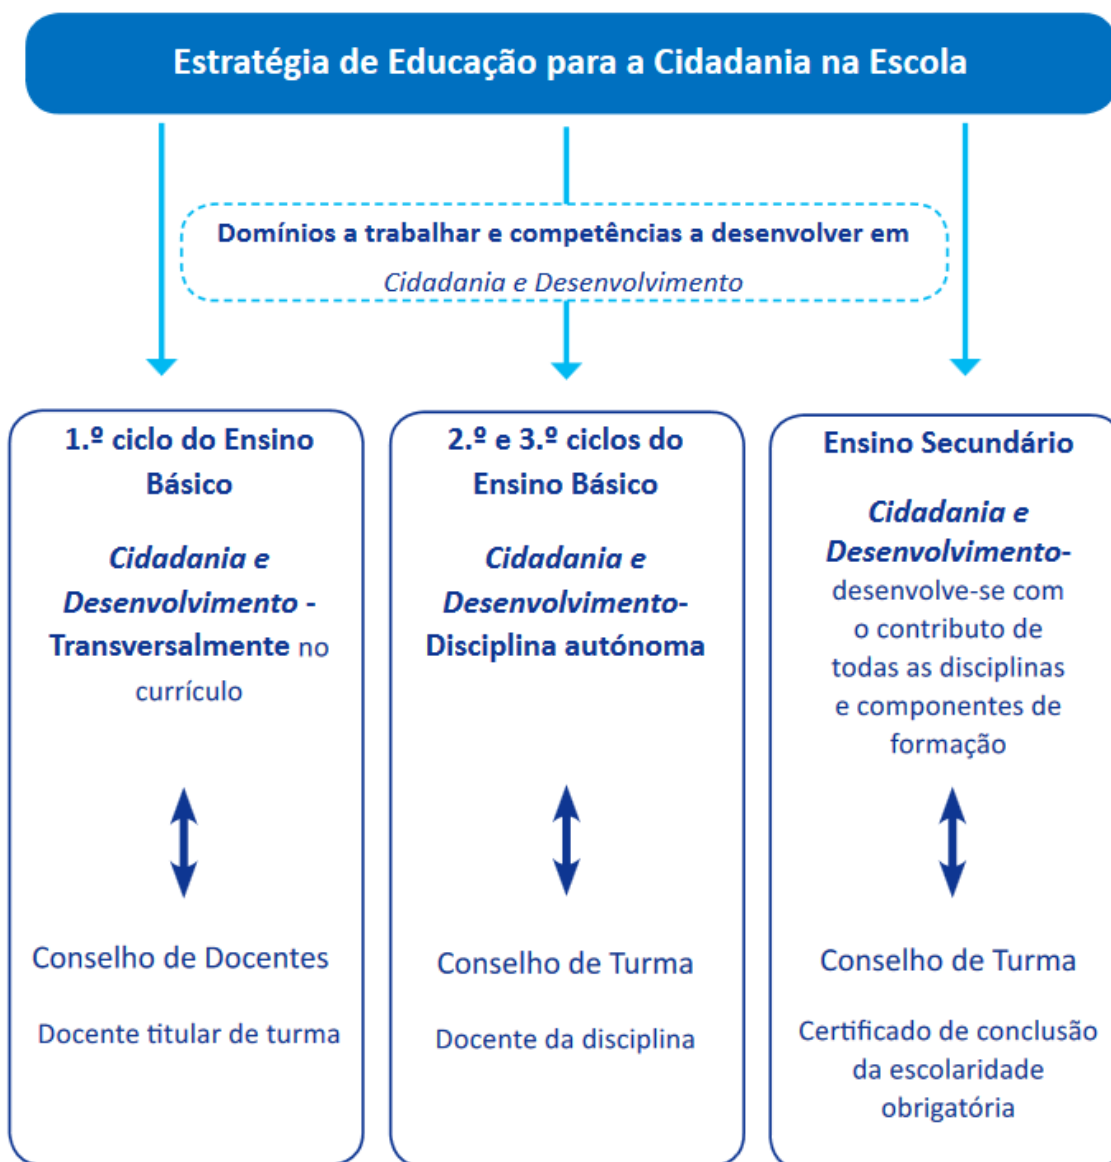 Estratégia de Educação para a Cidadania na Escola
Domínios a trabalhar e competências a desenvolver em
Cidadania e Desenvolvimento
1.º ciclo do Ensino
Básico
Cidadania e
Desenvolvimento -
Transversalmente no
currículo
Conselho de Docentes
Docente titular de turma
2.º e 3.º ciclos do
Ensino Básico
Cidadania e
Desenvolvimento-
Disciplina autónoma
Conselho de Turma
Docente da disciplina
Ensino Secundário
Cidadania e
Desenvolvimento-
desenvolve-se com
o contributo de
todas as disciplinas
e componentes de
formação
Conselho de Turma
Certificado de conclusão
da escolaridade
obrigatória